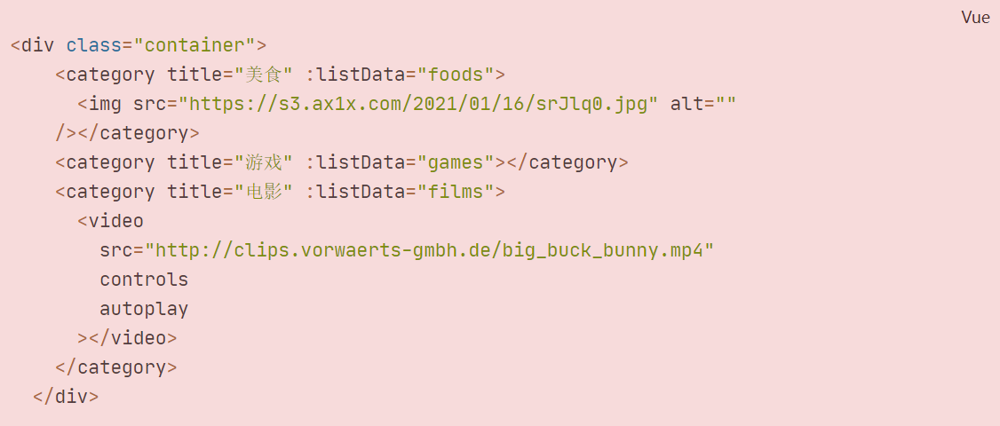 Vue
<div class="container">
<category title="美食" :listData="foods">
<img src="https://s3.ax1x.com/2021/01/16/srJlq0.jpg" alt=""
/></category>
<category title="游戏" :listData="games"></category>
<category title="电影" :listData="films">
<video
src="http://clips.vorwaerts-gmbh.de/big_buck_bunny.mp4"
controls
autoplay
></video>
</category>
</div>